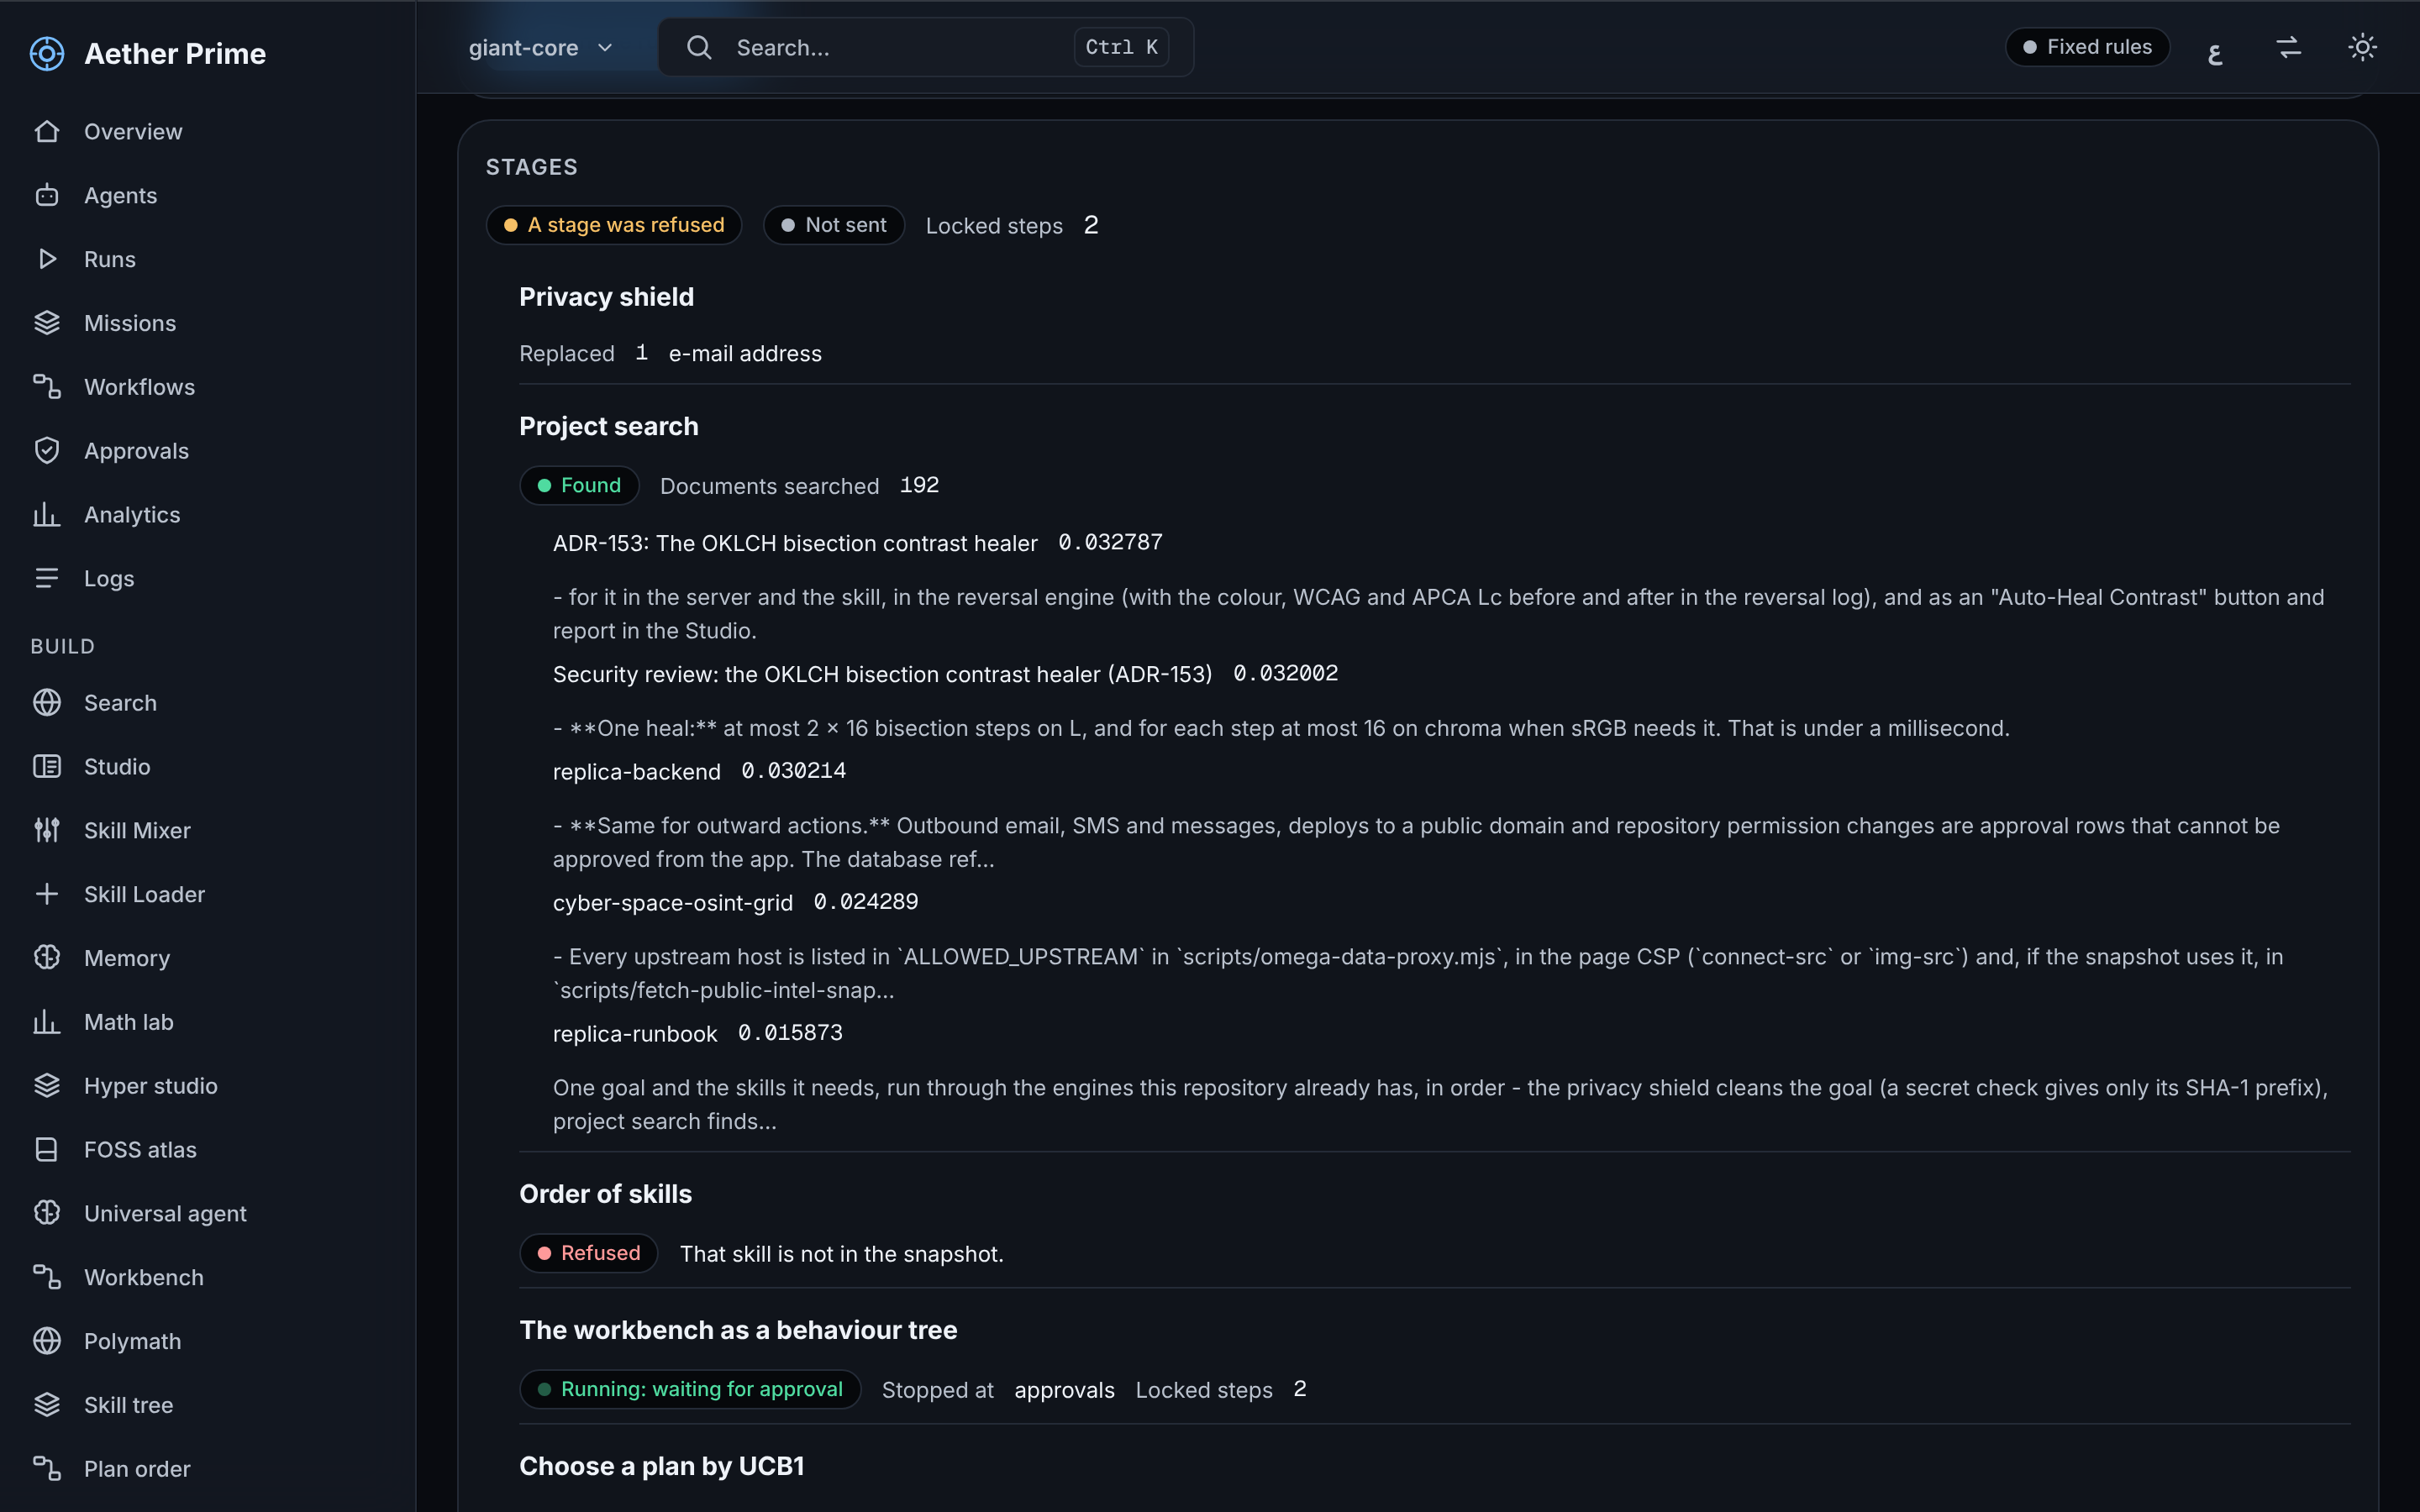 Aether Prime
giant-core
Search...
Ctrl K
Fixed rules
ع
Overview
Agents
Runs
Missions
Workflows
Approvals
Analytics
Logs
BUILD
Search
Studio
Skill Mixer
Skill Loader
Memory
Math lab
Hyper studio
FOSS atlas
Universal agent
Workbench
Polymath
Skill tree
Plan order
STAGES
A stage was refused Not sent Locked steps 2
Privacy shield
Replaced 1 e-mail address
Project search
Found Documents searched 192
ADR-153: The OKLCH bisection contrast healer 0.032787
- for it in the server and the skill, in the reversal engine (with the colour, WCAG and APCA Lc before and after in the reversal log), and as an "Auto-Heal Contrast" button and
report in the Studio.
Security review: the OKLCH bisection contrast healer (ADR-153) 0.032002
- **One heal:** at most 2 × 16 bisection steps on L, and for each step at most 16 on chroma when sRGB needs it. That is under a millisecond.
replica-backend 0.030214
- **Same for outward actions.** Outbound email, SMS and messages, deploys to a public domain and repository permission changes are approval rows that cannot be
approved from the app. The database ref...
cyber-space-osint-grid 0.024289
- Every upstream host is listed in `ALLOWED_UPSTREAM` in `scripts/omega-data-proxy.mjs`, in the page CSP (`connect-src` or `img-src`) and, if the snapshot uses it, in
`scripts/fetch-public-intel-snap...
replica-runbook 0.015873
One goal and the skills it needs, run through the engines this repository already has, in order - the privacy shield cleans the goal (a secret check gives only its SHA-1 prefix),
project search finds...
Order of skills
Refused That skill is not in the snapshot.
The workbench as a behaviour tree
Running: waiting for approval Stopped at approvals Locked steps 2
Choose a plan by UCB1